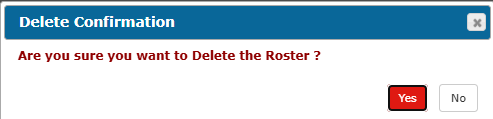 Delete Confirmation
Are you sure you want to Delete the Roster ?
Yes No